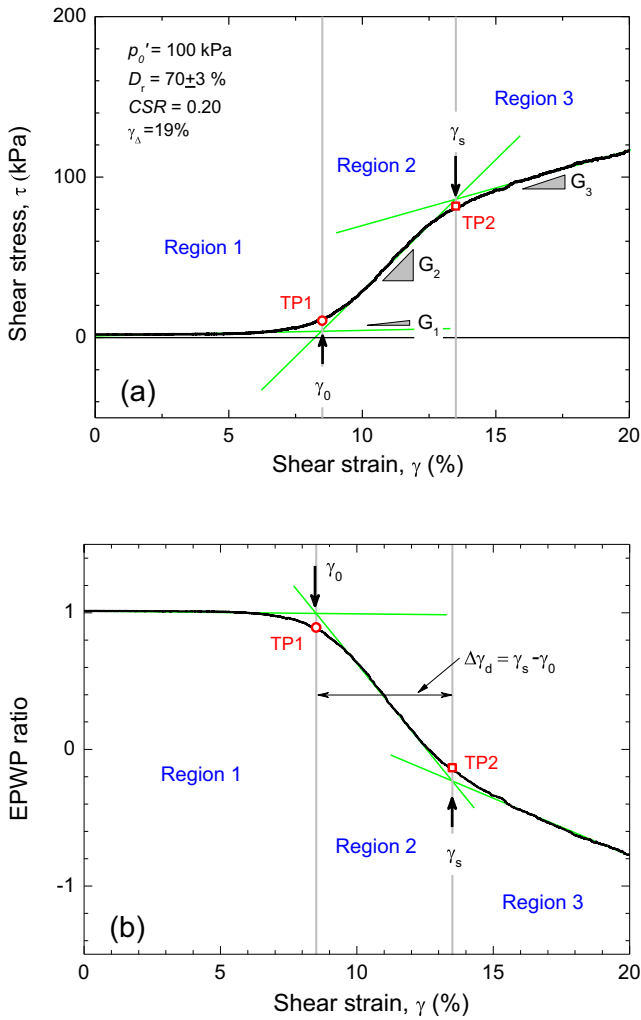 200
p₀' = 100 kPa
Dᵣ = 70±3 %
CSR = 0.20
γ_Δ =19%
Region 3
Region 2
γₛ
100
G₃
TP2
Region 1
G₂
TP1
G₁
0
γ₀
(a)
0 5 10 15 20
Shear strain, γ (%)
Shear stress, τ (kPa)
γ₀
1
TP1
Δγ_d = γₛ -γ₀
0
TP2
Region 1
Region 2
γₛ
-1
Region 3
(b)
0 5 10 15 20
Shear strain, γ (%)
EPWP ratio